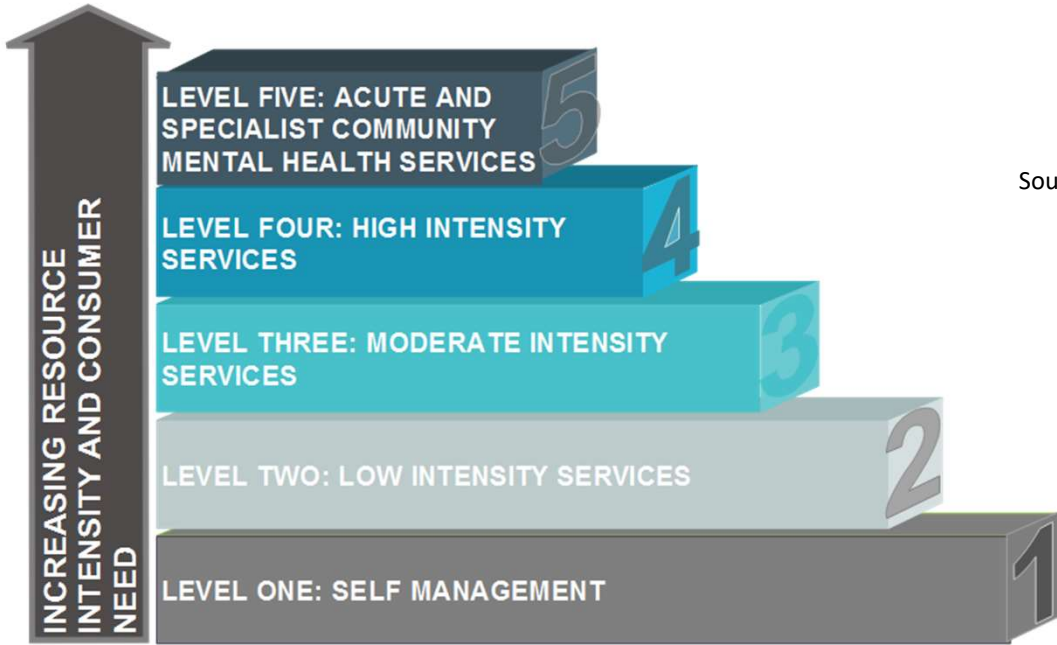 INCREASING RESOURCE
INTENSITY AND CONSUMER
NEED
LEVEL FIVE: ACUTE AND
SPECIALIST COMMUNITY
MENTAL HEALTH SERVICES
5
LEVEL FOUR: HIGH INTENSITY
SERVICES
4
LEVEL THREE: MODERATE INTENSITY
SERVICES
3
LEVEL TWO: LOW INTENSITY SERVICES
2
LEVEL ONE: SELF MANAGEMENT
1
Sou